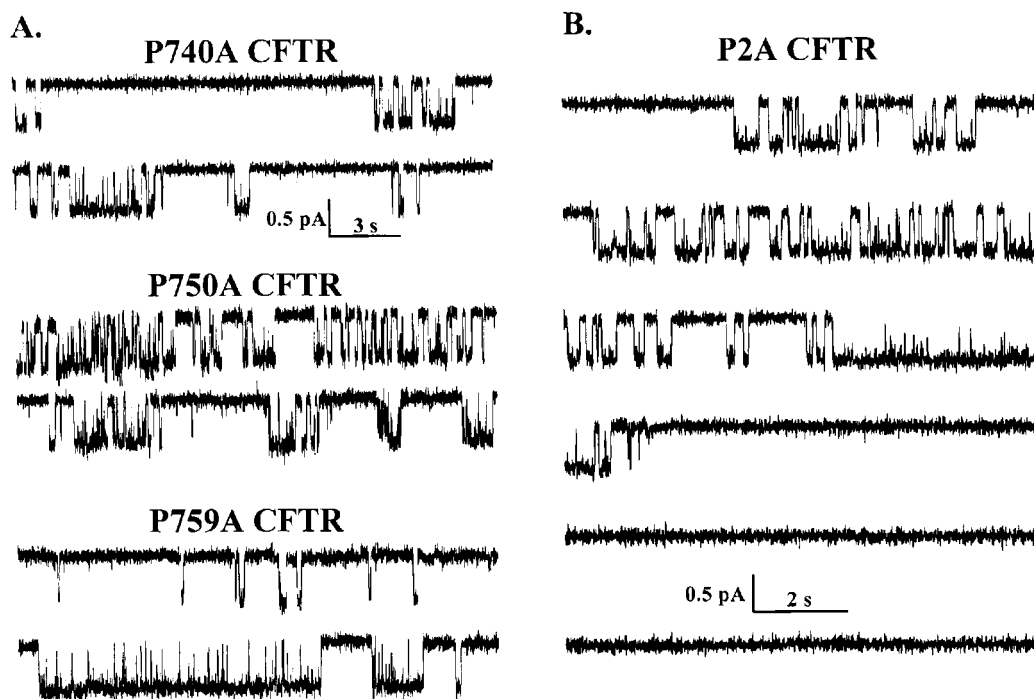 A.
P740A CFTR
0.5 pA
3 s
P750A CFTR
P759A CFTR
B.
P2A CFTR
0.5 pA
2 s